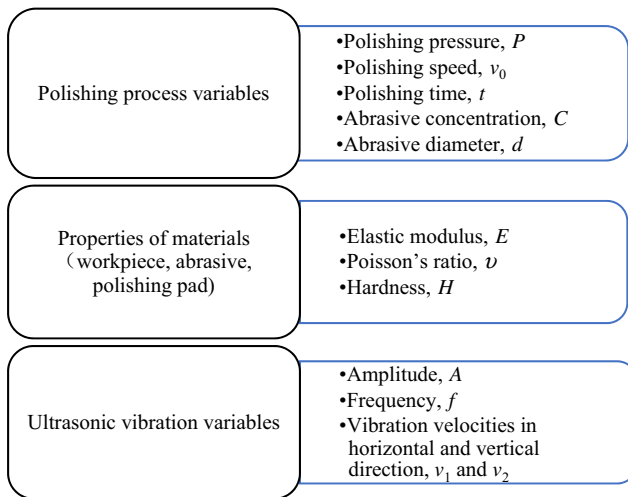 Polishing process variables
•Polishing pressure, P
•Polishing speed, v₀
•Polishing time, t
•Abrasive concentration, C
•Abrasive diameter, d
Properties of materials
（workpiece, abrasive,
polishing pad)
•Elastic modulus, E
•Poisson's ratio, υ
•Hardness, H
Ultrasonic vibration variables
•Amplitude, A
•Frequency, f
•Vibration velocities in
horizontal and vertical
direction, v₁ and v₂